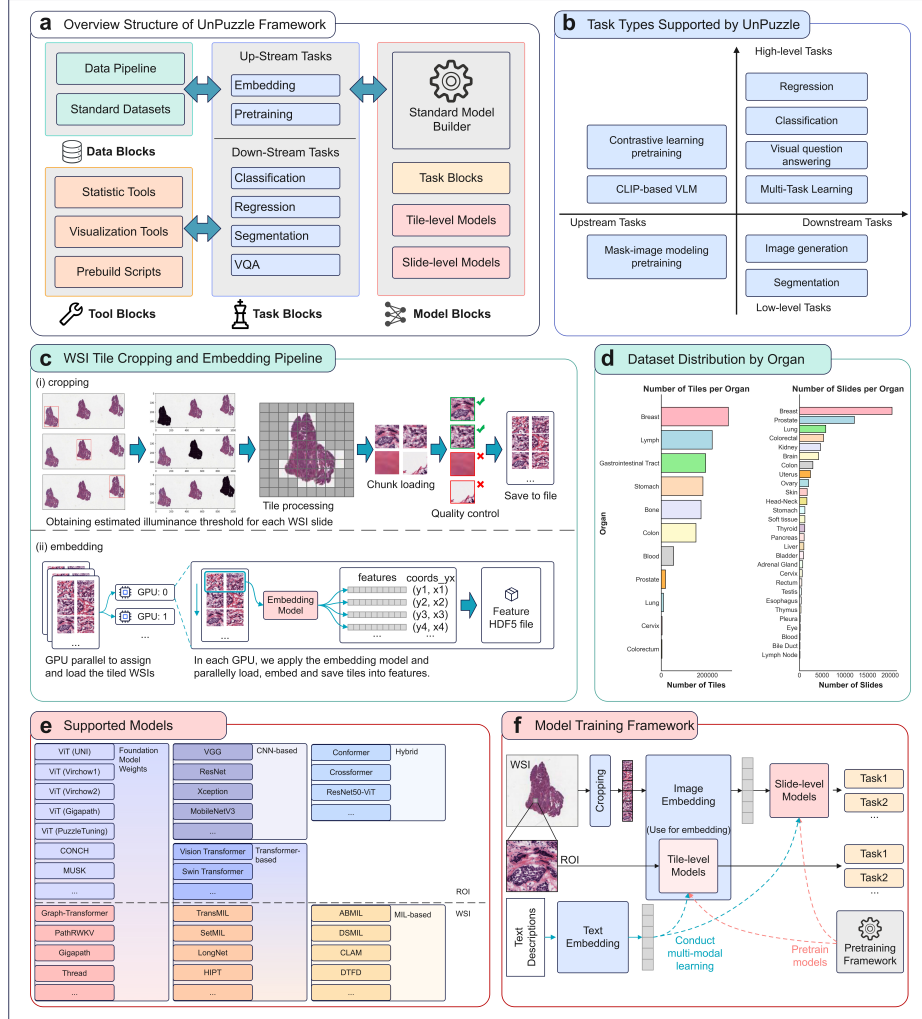 a Overview Structure of UnPuzzle Framework
Data Pipeline
Standard Datasets
Data Blocks
Statistic Tools
Visualization Tools
Prebuild Scripts
Tool Blocks
Up-Stream Tasks
Embedding
Pretraining
Down-Stream Tasks
Classification
Regression
Segmentation
VQA
Task Blocks
Standard Model
Builder
Task Blocks
Tile-level Models
Slide-level Models
Model Blocks
b Task Types Supported by UnPuzzle
High-level Tasks
Regression
Classification
Contrastive learning
pretraining
Visual question
answering
CLIP-based VLM
Multi-Task Learning
Upstream Tasks
Downstream Tasks
Mask-image modeling
pretraining
Image generation
Segmentation
Low-level Tasks
c WSI Tile Cropping and Embedding Pipeline
(i) cropping
Obtaining estimated illuminance threshold for each WSI slide
Tile processing
Chunk loading
Quality control
...
Save to file
(ii) embedding
...
GPU: 0
GPU: 1
...
GPU parallel to assign
and load the tiled WSIs
...
Embedding
Model
features
coords_yx
(y1, x1)
(y2, x2)
(y3, x3)
(y4, x4)
...
...
Feature
HDF5 file
In each GPU, we apply the embedding model and
parallelly load, embed and save tiles into features.
d Dataset Distribution by Organ
Number of Tiles per Organ
Organ
Breast
Lymph
Gastrointestinal Tract
Stomach
Bone
Colon
Blood
Prostate
Lung
Cervix
Colorectum
0
200000
Number of Tiles
Number of Slides per Organ
Breast
Prostate
Lung
Colorectal
Kidney
Brain
Colon
Uterus
Ovary
Skin
Head-Neck
Stomach
Soft tissue
Thyroid
Pancreas
Liver
Bladder
Adrenal Gland
Cervix
Rectum
Testis
Esophagus
Thymus
Pleura
Eye
Blood
Bile Duct
Lymph Node
0 5000 10000 15000 20000
Number of Slides
e Supported Models
ViT (UNI)
ViT (Virchow1)
ViT (Virchow2)
ViT (Gigapath)
ViT (PuzzleTuning)
CONCH
MUSK
...
Foundation
Model
Weights
VGG
ResNet
Xception
MobileNetV3
...
CNN-based
Vision Transformer
Swin Transformer
...
Transformer-
based
Conformer
Crossformer
ResNet50-ViT
...
Hybrid
ROI
WSI
Graph-Transformer
PathRWKV
Gigapath
Thread
...
TransMIL
SetMIL
LongNet
HIPT
...
ABMIL
DSMIL
CLAM
DTFD
...
MIL-based
f Model Training Framework
WSI
Cropping
Image
Embedding
(Use for embedding)
Slide-level
Models
Task1
Task2
...
ROI
Tile-level
Models
Task1
Task2
...
Text
Descriptions
Text
Embedding
Conduct
multi-modal
learning
Pretrain
models
Pretraining
Framework